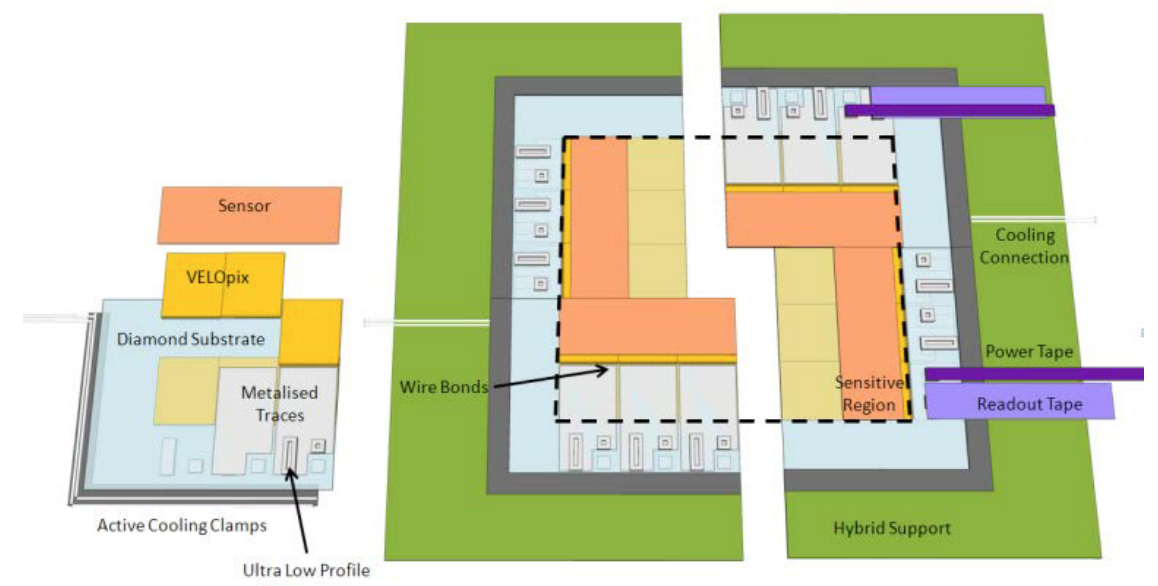 Sensor
VELOpix
Diamond Substrate
Metalised
Traces
Active Cooling Clamps
Ultra Low Profile
Wire Bonds
Cooling
Connection
Power Tape
Sensitive
Region
Readout Tape
Hybrid Support